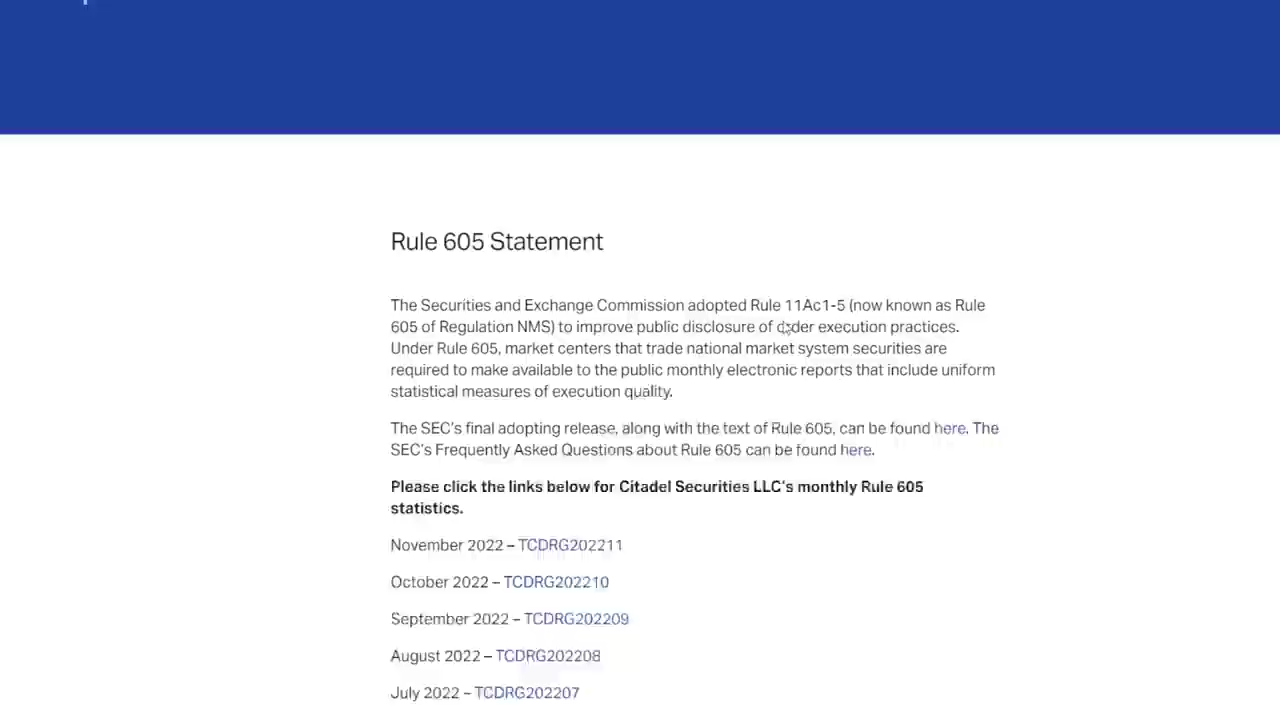 Rule 605 Statement
The Securities and Exchange Commission adopted Rule 11Ac1-5 (now known as Rule
605 of Regulation NMS) to improve public disclosure of order execution practices.
Under Rule 605, market centers that trade national market system securities are
required to make available to the public monthly electronic reports that include uniform
statistical measures of execution quality.
The SEC's final adopting release, along with the text of Rule 605, can be found here. The
SEC's Frequently Asked Questions about Rule 605 can be found here.
Please click the links below for Citadel Securities LLC's monthly Rule 605
statistics.
November 2022 – TCDRG202211
October 2022 – TCDRG202210
September 2022 – TCDRG202209
August 2022 – TCDRG202208
July 2022 – TCDRG202207